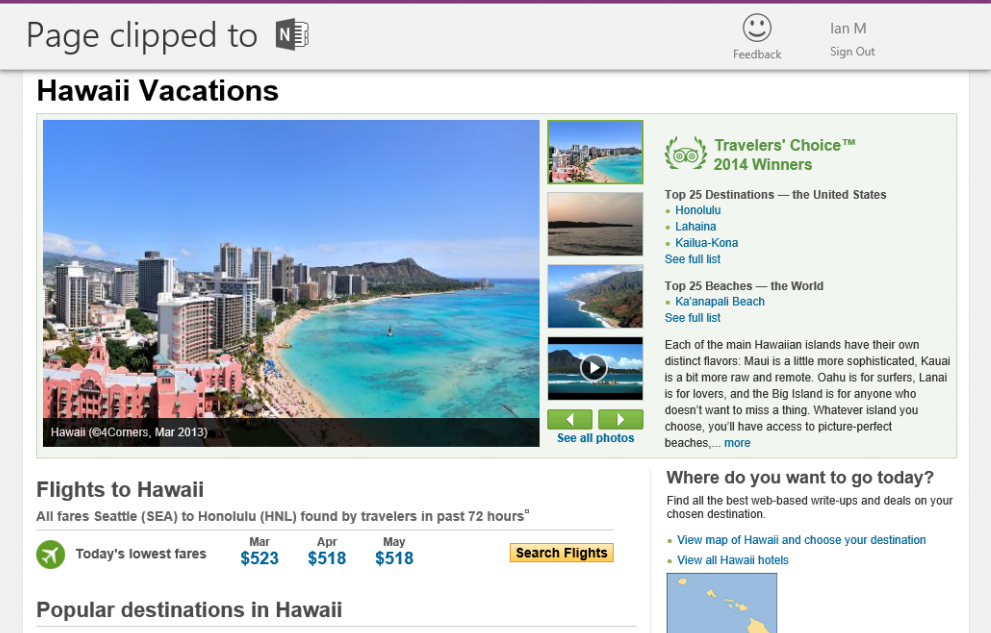 Page clipped to
N
Feedback
Ian M
Sign Out
Hawaii Vacations
Hawaii (©4Corners, Mar 2013)
See all photos
Travelers' Choice™
2014 Winners
Top 25 Destinations — the United States
Honolulu
Lahaina
Kailua-Kona
See full list
Top 25 Beaches — the World
Ka'anapali Beach
See full list
Each of the main Hawaiian islands have their own
distinct flavors: Maui is a little more sophisticated, Kauai
is a bit more raw and remote. Oahu is for surfers, Lanai
is for lovers, and the Big Island is for anyone who
doesn't want to miss a thing. Whatever island you
choose, you'll have access to picture-perfect
beaches,... more
Flights to Hawaii
All fares Seattle (SEA) to Honolulu (HNL) found by travelers in past 72 hours¤
Today's lowest fares
Mar Apr May
$523 $518 $518
Search Flights
Popular destinations in Hawaii
Where do you want to go today?
Find all the best web-based write-ups and deals on your
chosen destination.
View map of Hawaii and choose your destination
View all Hawaii hotels